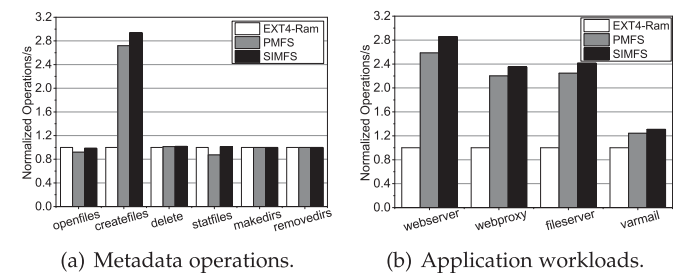 Normalized Operations/s
3.2
2.8
2.4
2.0
1.6
1.2
0.8
0.4
0.0
EXT4-Ram
PMFS
SIMFS
openfiles
createfiles
delete
statfiles
makedirs
removedirs
(a) Metadata operations.
Normalized Operations/s
3.2
2.8
2.4
2.0
1.6
1.2
0.8
0.4
0.0
EXT4-Ram
PMFS
SIMFS
webserver
webproxy
fileserver
varmail
(b) Application workloads.